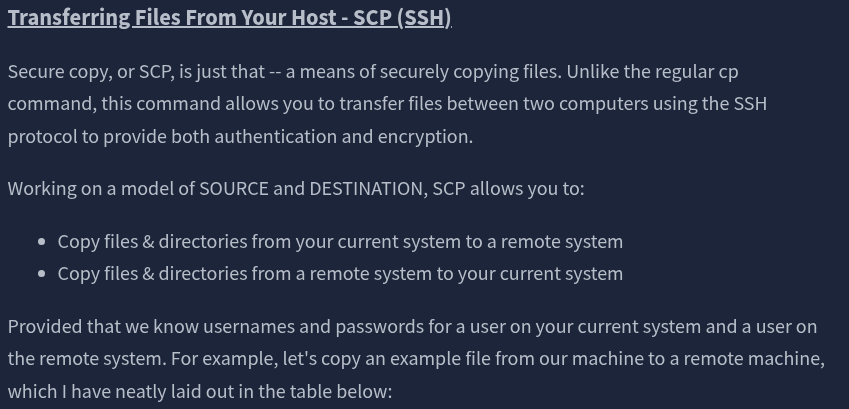 Transferring Files From Your Host - SCP (SSH)
Secure copy, or SCP, is just that -- a means of securely copying files. Unlike the regular cp
command, this command allows you to transfer files between two computers using the SSH
protocol to provide both authentication and encryption.
Working on a model of SOURCE and DESTINATION, SCP allows you to:
• Copy files & directories from your current system to a remote system
• Copy files & directories from a remote system to your current system
Provided that we know usernames and passwords for a user on your current system and a user on
the remote system. For example, let's copy an example file from our machine to a remote machine,
which I have neatly laid out in the table below: